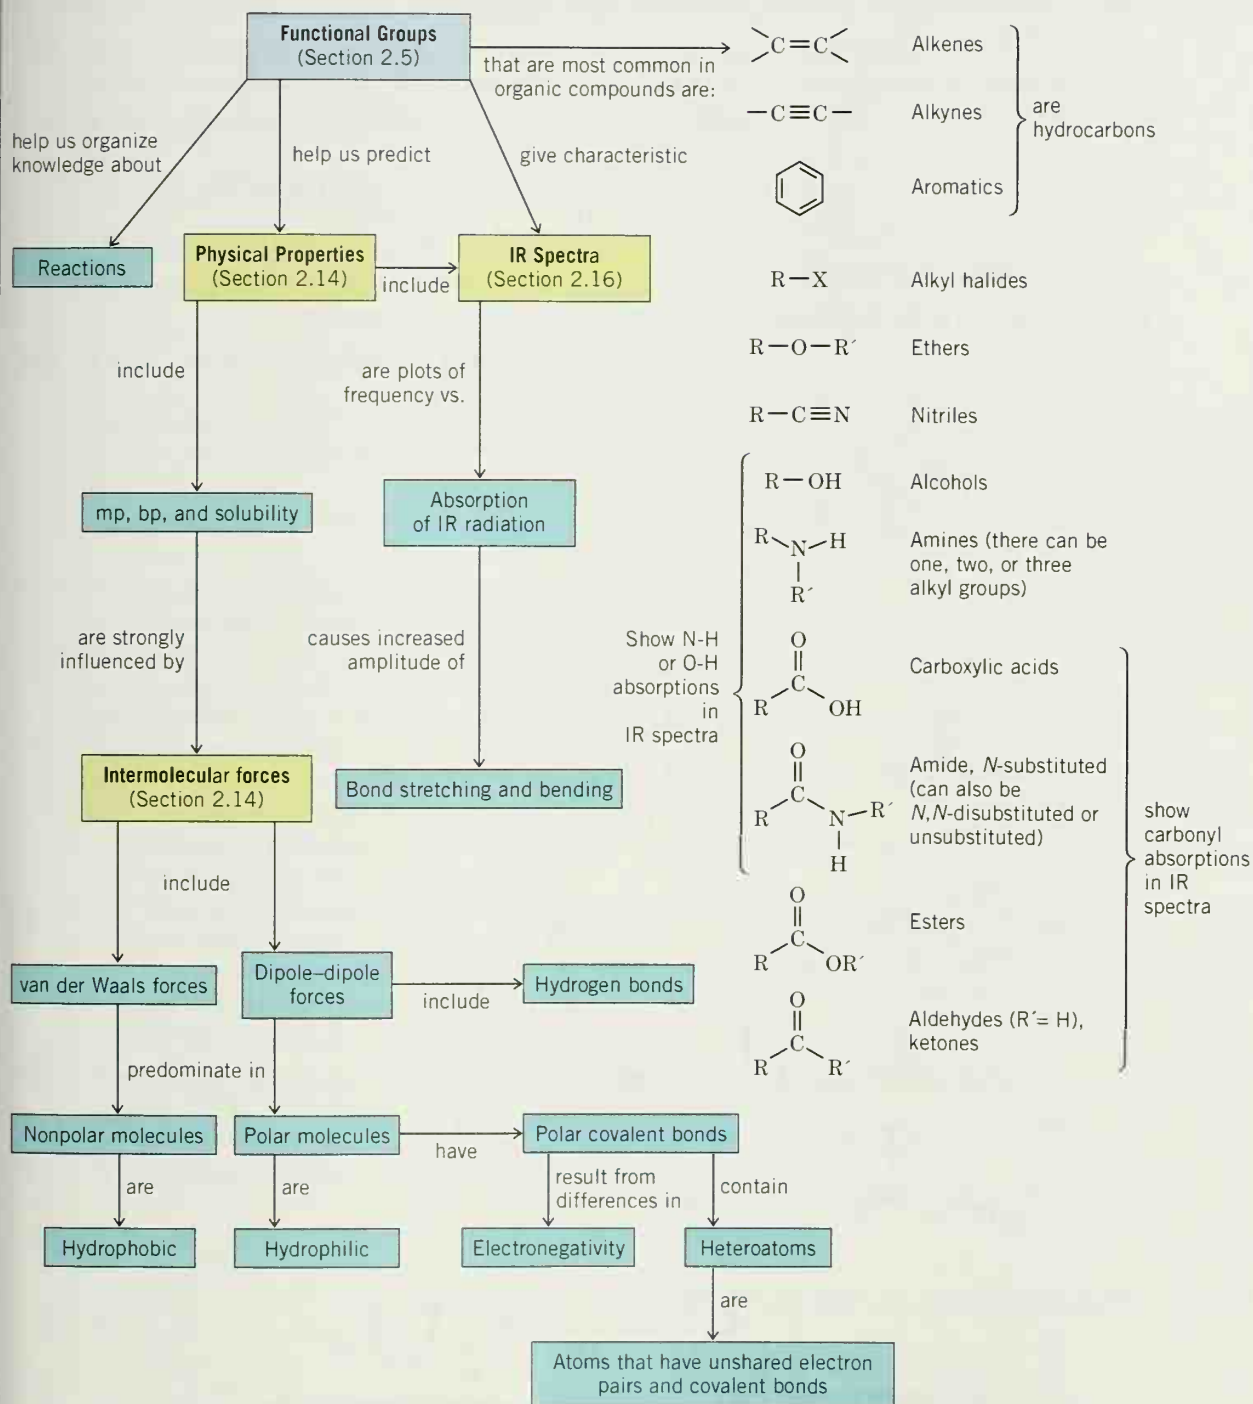 Functional Groups
(Section 2.5)
that are most common in
organic compounds are:
help us organize
knowledge about
help us predict
give characteristic
Reactions
Physical Properties
(Section 2.14)
include
IR Spectra
(Section 2.16)
include
are plots of
frequency vs.
mp, bp, and solubility
Absorption
of IR radiation
are strongly
influenced by
causes increased
amplitude of
Intermolecular forces
(Section 2.14)
Bond stretching and bending
include
van der Waals forces
Dipole–dipole
forces
include
Hydrogen bonds
predominate in
Nonpolar molecules
Polar molecules
have
Polar covalent bonds
are
are
result from
differences in
contain
Hydrophobic
Hydrophilic
Electronegativity
Heteroatoms
are
Atoms that have unshared electron
pairs and covalent bonds
C=C
Alkenes
—C≡C—
Alkynes
Aromatics
are
hydrocarbons
R—X
Alkyl halides
R—O—R´
Ethers
R—C≡N
Nitriles
R—OH
Alcohols
R
N—H
R´
Amines (there can be
one, two, or three
alkyl groups)
Show N-H
or O-H
absorptions
in
IR spectra
O
C
R
OH
Carboxylic acids
O
C
R
N—R´
H
Amide, N-substituted
(can also be
N,N-disubstituted or
unsubstituted)
O
C
R
OR´
Esters
O
C
R
R´
Aldehydes (R´= H),
ketones
show
carbonyl
absorptions
in IR
spectra